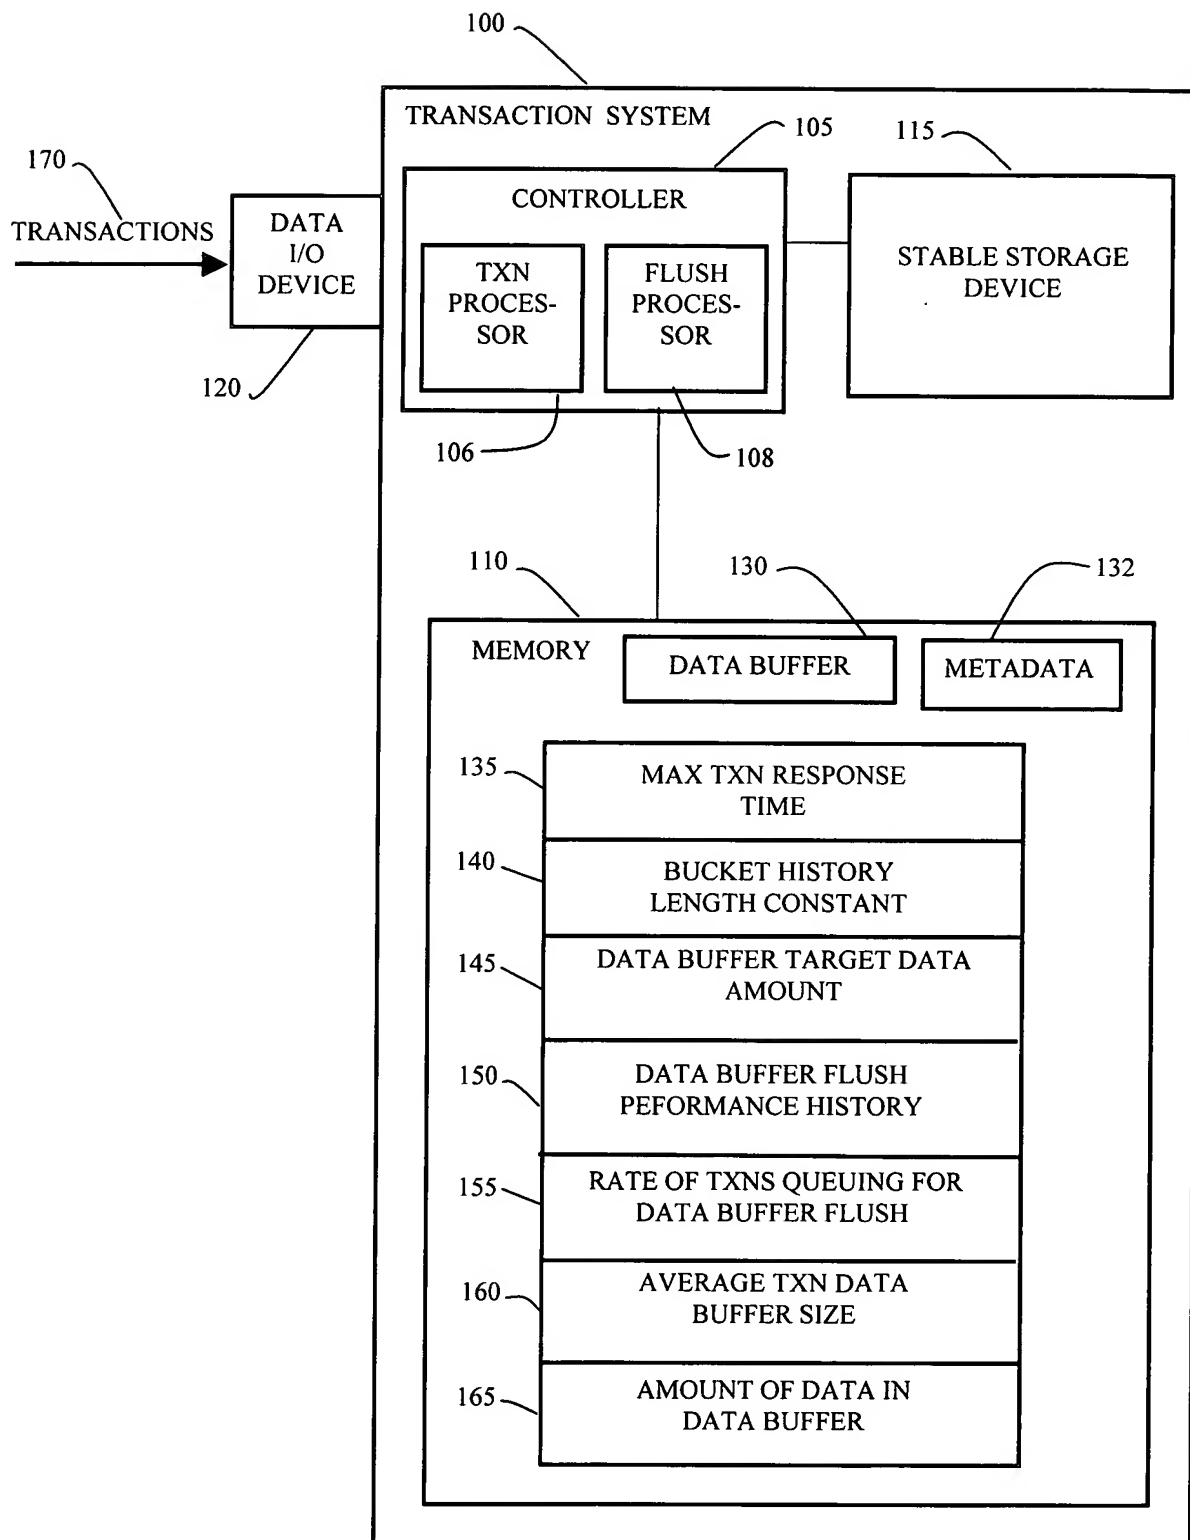 100
TRANSACTION SYSTEM
105
115
170
TRANSACTIONS
DATA
I/O
DEVICE
120
CONTROLLER
TXN
PROCES-
SOR
FLUSH
PROCES-
SOR
STABLE STORAGE
DEVICE
106
108
110
130
132
MEMORY
DATA BUFFER
METADATA
135
MAX TXN RESPONSE
TIME
140
BUCKET HISTORY
LENGTH CONSTANT
145
DATA BUFFER TARGET DATA
AMOUNT
150
DATA BUFFER FLUSH
PEFORMANCE HISTORY
155
RATE OF TXNS QUEUING FOR
DATA BUFFER FLUSH
160
AVERAGE TXN DATA
BUFFER SIZE
165
AMOUNT OF DATA IN
DATA BUFFER